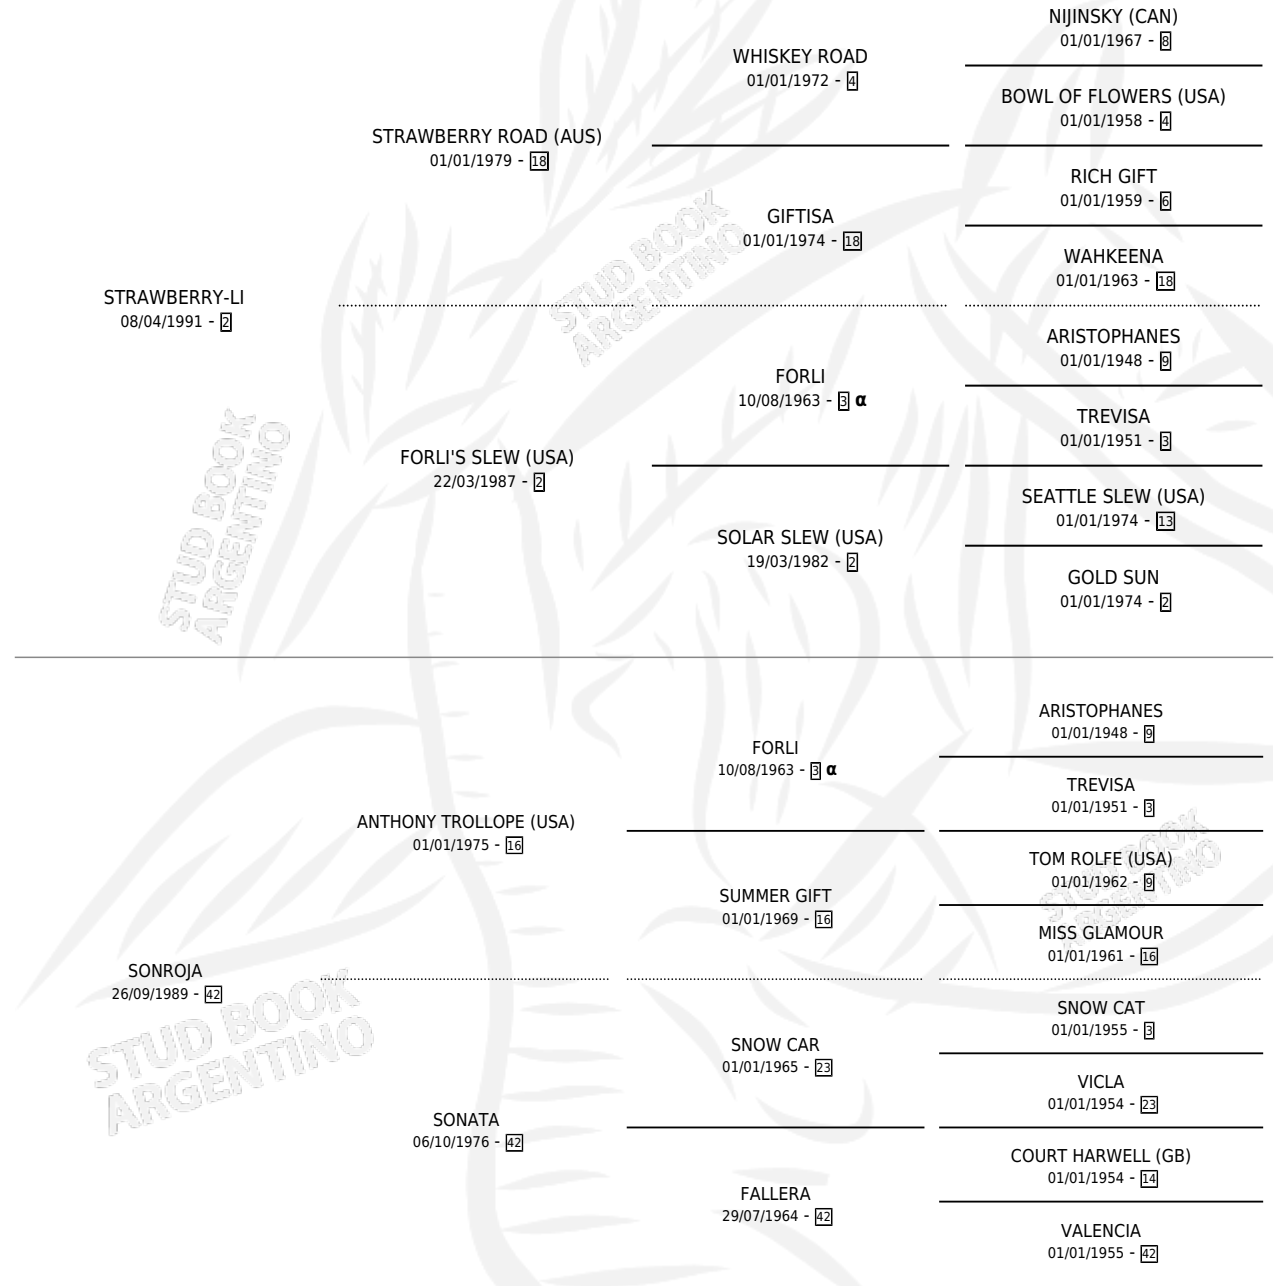 NIJINSKY (CAN)
01/01/1967 - 8
WHISKEY ROAD
01/01/1972 - 4
BOWL OF FLOWERS (USA)
01/01/1958 - 4
STRAWBERRY ROAD (AUS)
01/01/1979 - 18
RICH GIFT
01/01/1959 - 6
GIFTISA
01/01/1974 - 18
WAHKEENA
01/01/1963 - 18
STUD BOOK
ARGENTINO
STRAWBERRY-LI
08/04/1991 - 2
ARISTOPHANES
01/01/1948 - 9
FORLI
10/08/1963 - 3 α
TREVISA
01/01/1951 - 3
FORLI'S SLEW (USA)
22/03/1987 - 2
SEATTLE SLEW (USA)
01/01/1974 - 13
SOLAR SLEW (USA)
19/03/1982 - 2
GOLD SUN
01/01/1974 - 2
STUD BOOK
ARGENTINO
ARISTOPHANES
01/01/1948 - 9
FORLI
10/08/1963 - 3 α
TREVISA
01/01/1951 - 3
ANTHONY TROLLOPE (USA)
01/01/1975 - 16
TOM ROLFE (USA)
01/01/1962 - 9
STUD BOOK
ARGENTINO
SUMMER GIFT
01/01/1969 - 16
MISS GLAMOUR
01/01/1961 - 16
SONROJA
26/09/1989 - 42
SNOW CAT
01/01/1955 - 3
STUD BOOK
ARGENTINO
SNOW CAR
01/01/1965 - 23
VICLA
01/01/1954 - 23
SONATA
06/10/1976 - 42
COURT HARWELL (GB)
01/01/1954 - 14
FALLERA
29/07/1964 - 42
VALENCIA
01/01/1955 - 42